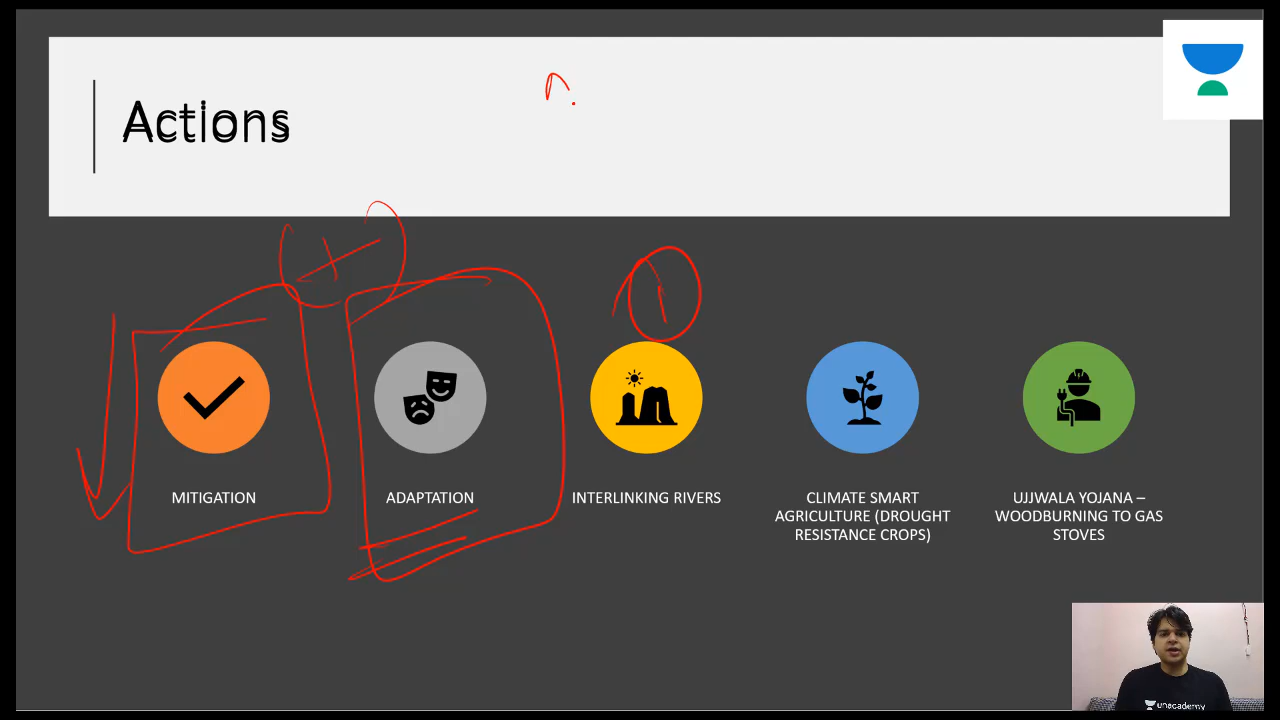 Actions
MITIGATION
ADAPTATION
INTERLINKING RIVERS
CLIMATE SMART
AGRICULTURE (DROUGHT
RESISTANCE CROPS)
UJJWALA YOJANA –
WOODBURNING TO GAS
STOVES
unacademy